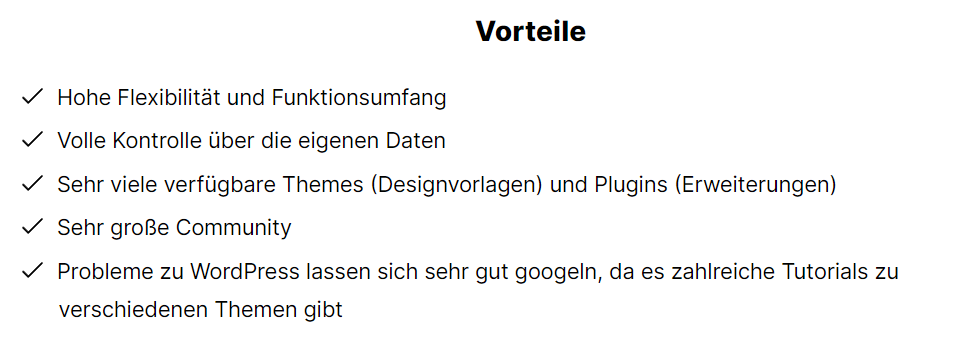 Vorteile
Hohe Flexibilität und Funktionsumfang
Volle Kontrolle über die eigenen Daten
Sehr viele verfügbare Themes (Designvorlagen) und Plugins (Erweiterungen)
Sehr große Community
Probleme zu WordPress lassen sich sehr gut googeln, da es zahlreiche Tutorials zu
verschiedenen Themen gibt